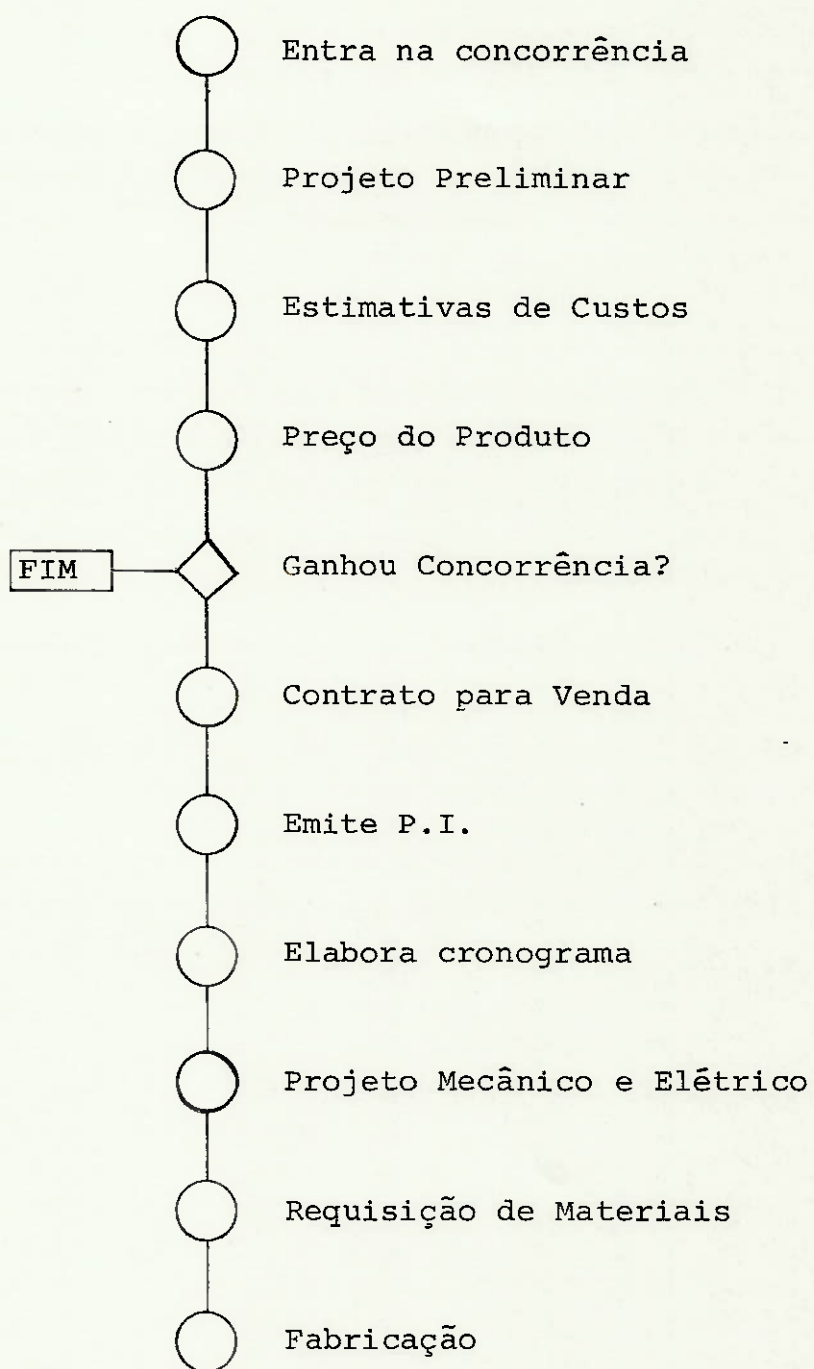 Entra na concorrência
Projeto Preliminar
Estimativas de Custos
Preço do Produto
FIM
Ganhou Concorrência?
Contrato para Venda
Emite P.I.
Elabora cronograma
Projeto Mecânico e Elétrico
Requisição de Materiais
Fabricação